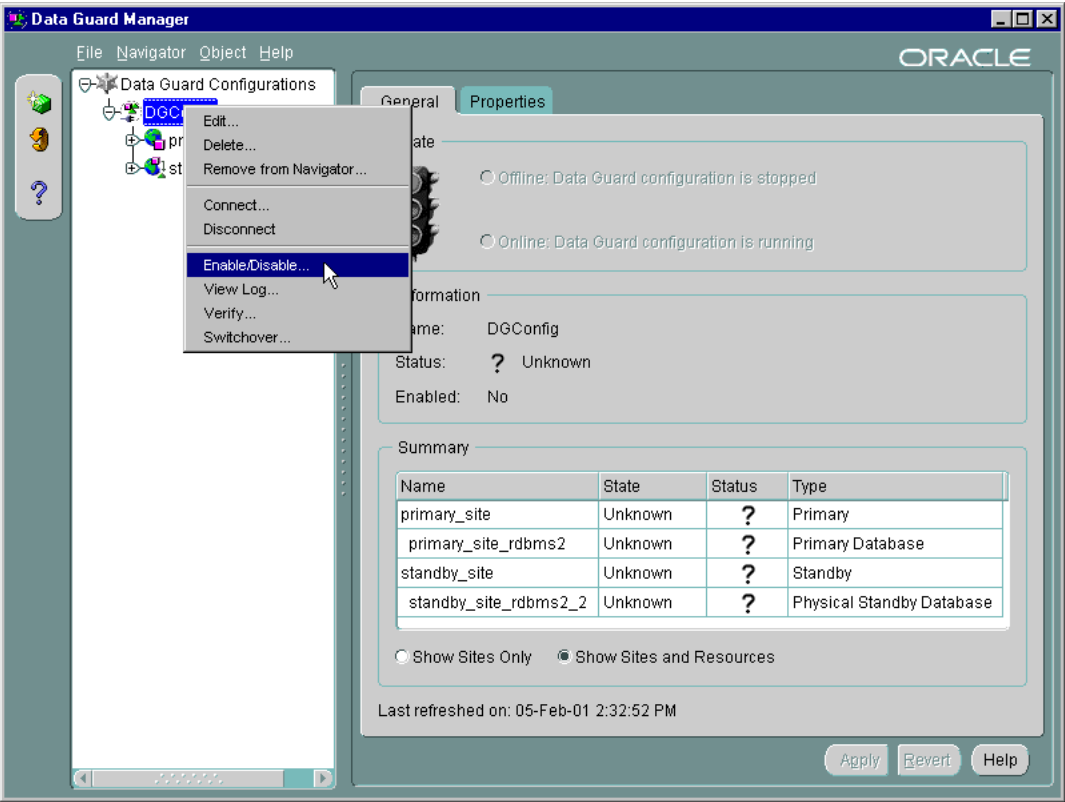 Data Guard Manager
File Navigator Object Help
ORACLE
Data Guard Configurations
DGC
pr
st
Edit...
Delete...
Remove from Navigator...
Connect...
Disconnect
Enable/Disable...
View Log...
Verify...
Switchover...
General Properties
ate
Offline: Data Guard configuration is stopped
Online: Data Guard configuration is running
formation
ame: DGConfig
Status: ? Unknown
Enabled: No
Summary
Name State Status Type
primary_site Unknown ? Primary
primary_site_rdbms2 Unknown ? Primary Database
standby_site Unknown ? Standby
standby_site_rdbms2_2 Unknown ? Physical Standby Database
Show Sites Only Show Sites and Resources
Last refreshed on: 05-Feb-01 2:32:52 PM
Apply Revert Help